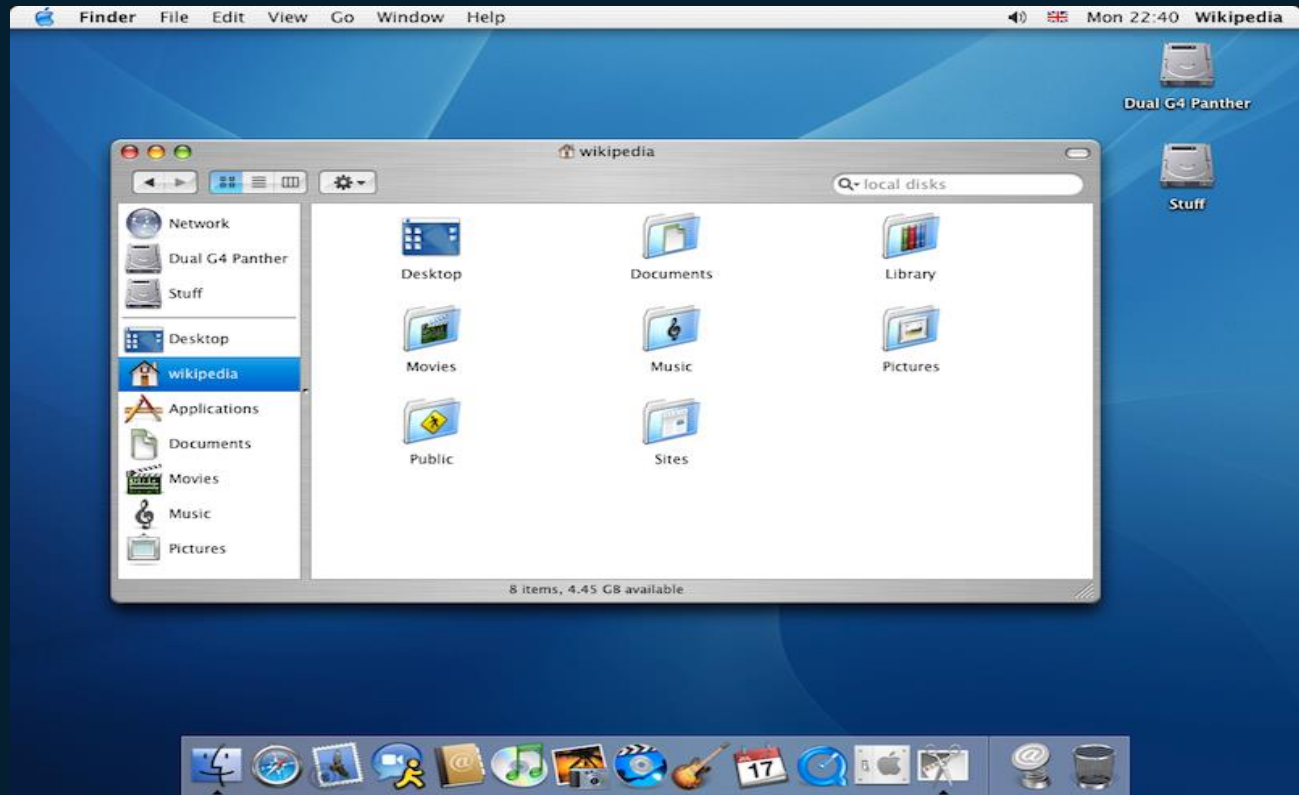 Finder File Edit View Go Window Help Mon 22:40 Wikipedia
Dual G4 Panther
Stuff
wikipedia
local disks
Network
Dual G4 Panther
Stuff
Desktop
wikipedia
Applications
Documents
Movies
Music
Pictures
Desktop Documents Library
Movies Music Pictures
Public Sites
8 items, 4.45 GB available
17